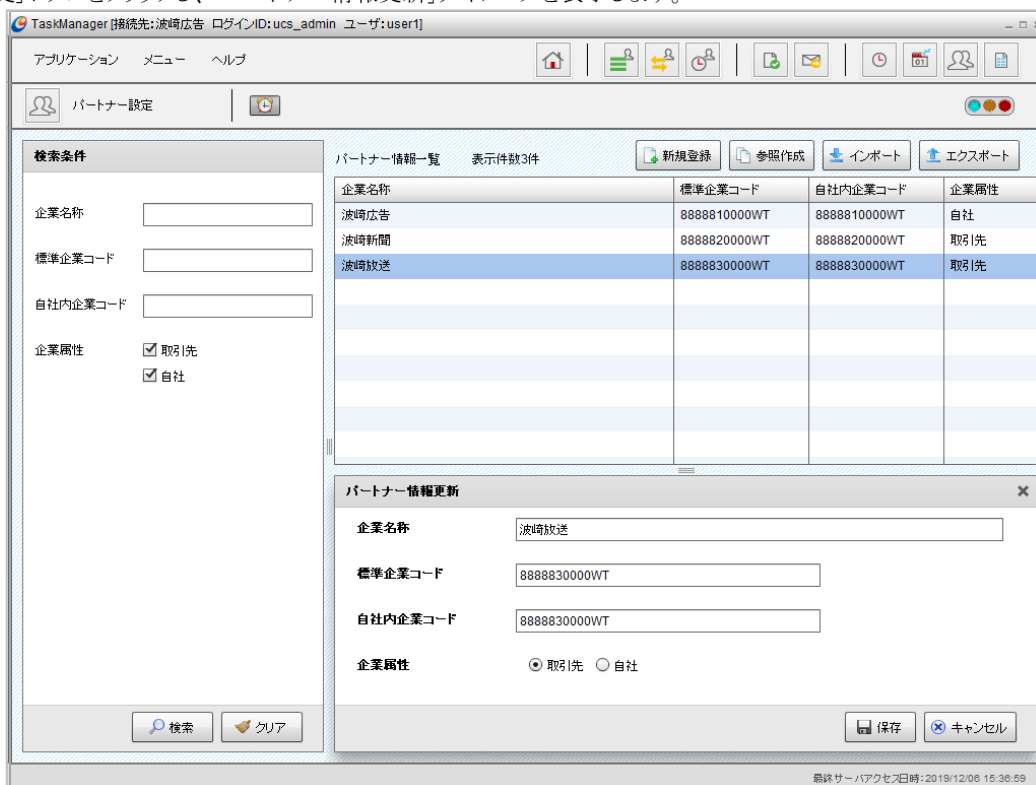 TaskManager [接続先:波崎広告 ログインID:ucs_admin ユーザ:user1]
アプリケーション メニュー ヘルプ
パートナー設定
検索条件
企業名称
標準企業コード
自社内企業コード
企業属性
取引先
自社
検索 クリア
パートナー情報一覧 表示件数3件 新規登録 参照作成 インポート エクスポート
企業名称 標準企業コード 自社内企業コード 企業属性
波崎広告 8888810000WT 8888810000WT 自社
波崎新聞 8888820000WT 8888820000WT 取引先
波崎放送 8888830000WT 8888830000WT 取引先
パートナー情報更新
企業名称 波崎放送
標準企業コード 8888830000WT
自社内企業コード 8888830000WT
企業属性 取引先 自社
保存 キャンセル
最終サーバアクセス日時:2019/12/06 15:36:59